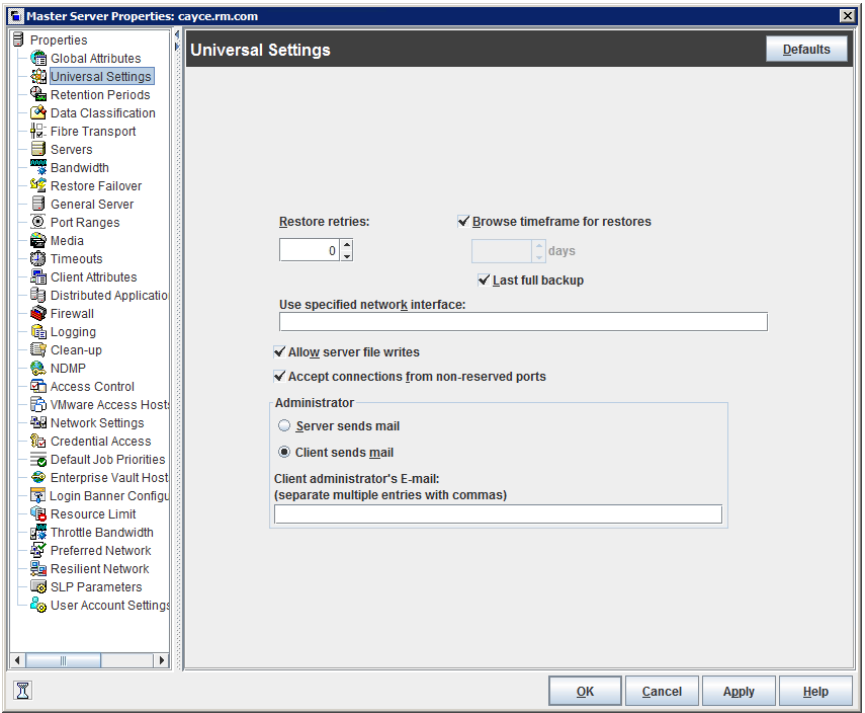 Master Server Properties: cayce.rm.com
Properties
Global Attributes
Universal Settings
Retention Periods
Data Classification
Fibre Transport
Servers
Bandwidth
Restore Failover
General Server
Port Ranges
Media
Timeouts
Client Attributes
Distributed Applicatio
Firewall
Logging
Clean-up
NDMP
Access Control
VMware Access Hosts
Network Settings
Credential Access
Default Job Priorities
Enterprise Vault Host
Login Banner Configu
Resource Limit
Throttle Bandwidth
Preferred Network
Resilient Network
SLP Parameters
User Account Settings
Universal Settings
Defaults
Restore retries:
Browse timeframe for restores
0
days
Last full backup
Use specified network interface:
Allow server file writes
Accept connections from non-reserved ports
Administrator
Server sends mail
Client sends mail
Client administrator's E-mail:
(separate multiple entries with commas)
OK
Cancel
Apply
Help